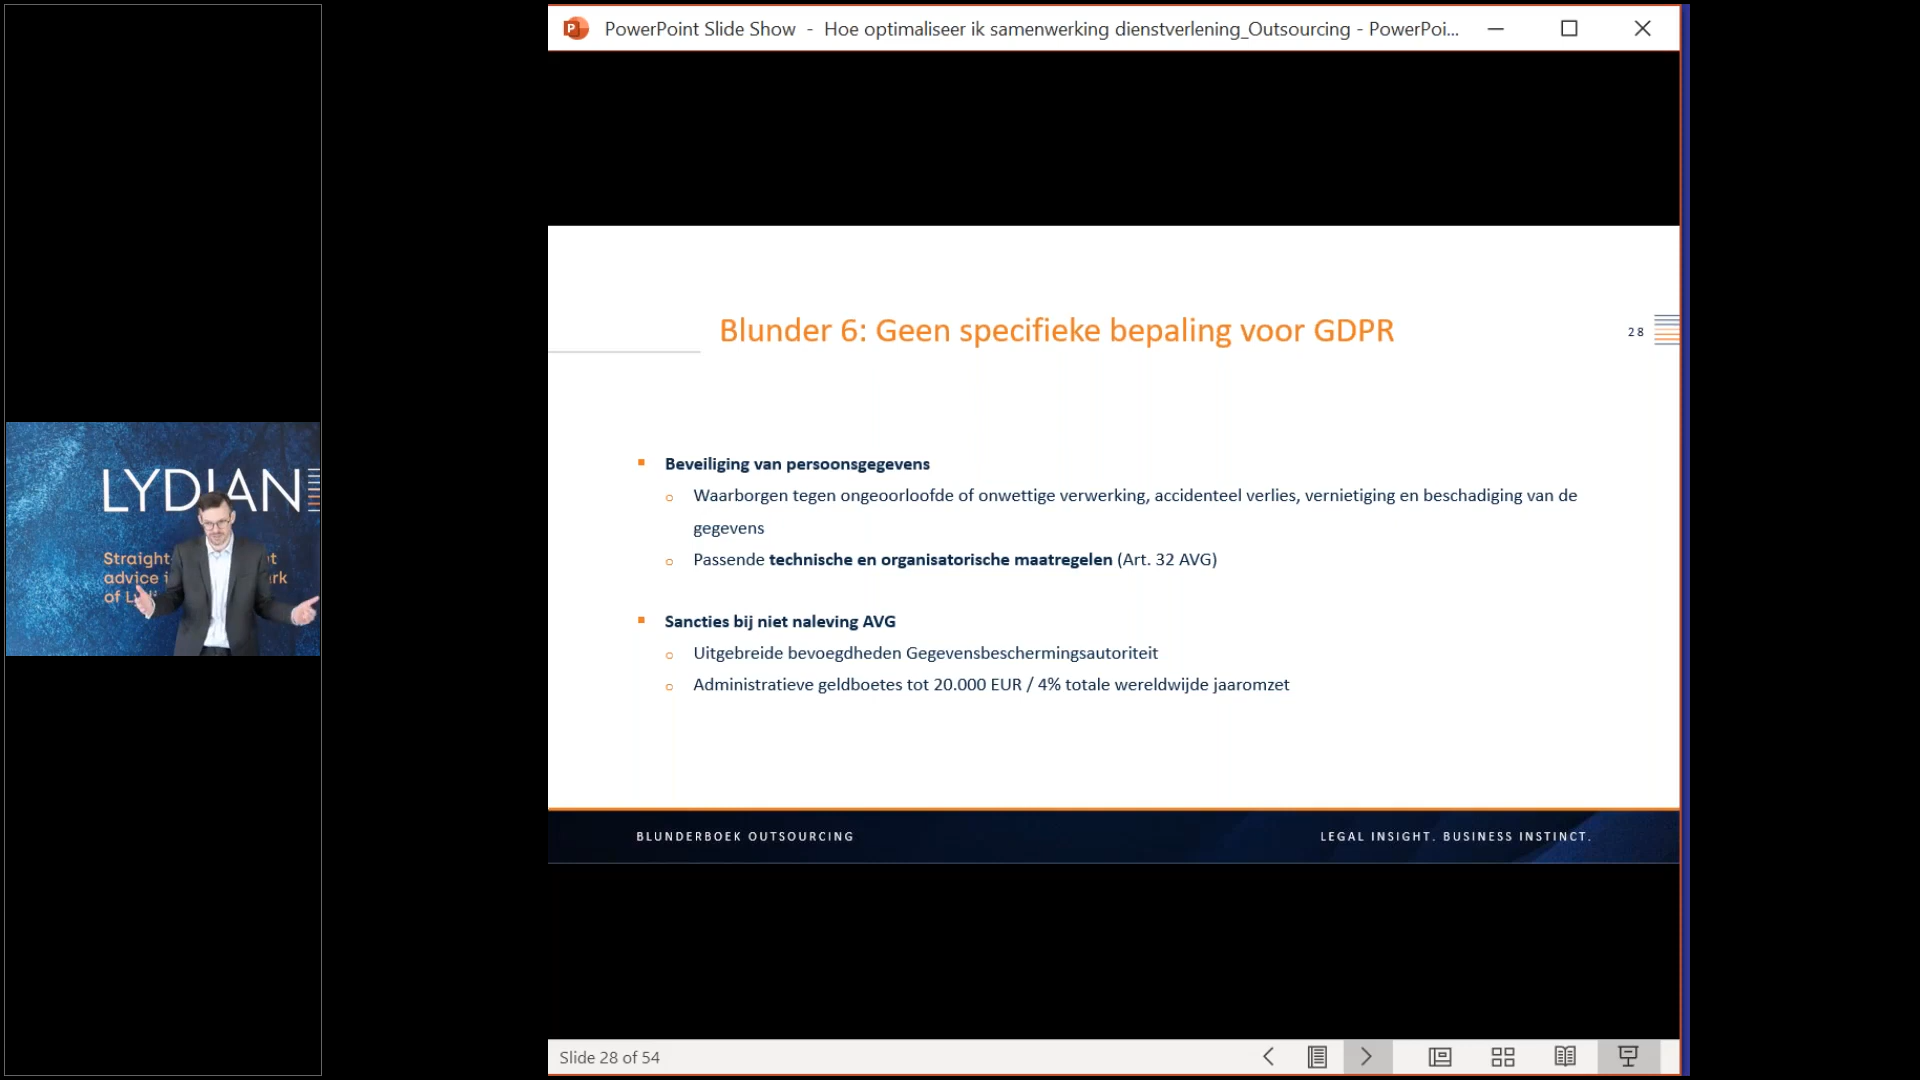 PowerPoint Slide Show - Hoe optimaliseer ik samenwerking dienstverlening_Outsourcing - PowerPoi...
Blunder 6: Geen specifieke bepaling voor GDPR
28
Beveiliging van persoonsgegevens
Waarborgen tegen ongeoorloofde of onwettige verwerking, accidenteel verlies, vernietiging en beschadiging van de
gegevens
Passende technische en organisatorische maatregelen (Art. 32 AVG)
Sancties bij niet naleving AVG
Uitgebreide bevoegdheden Gegevensbeschermingsautoriteit
Administratieve geldboetes tot 20.000 EUR / 4% totale wereldwijde jaaromzet
BLUNDERBOEK OUTSOURCING
LEGAL INSIGHT. BUSINESS INSTINCT.
Slide 28 of 54
LYDIAN
Straight
advice
of